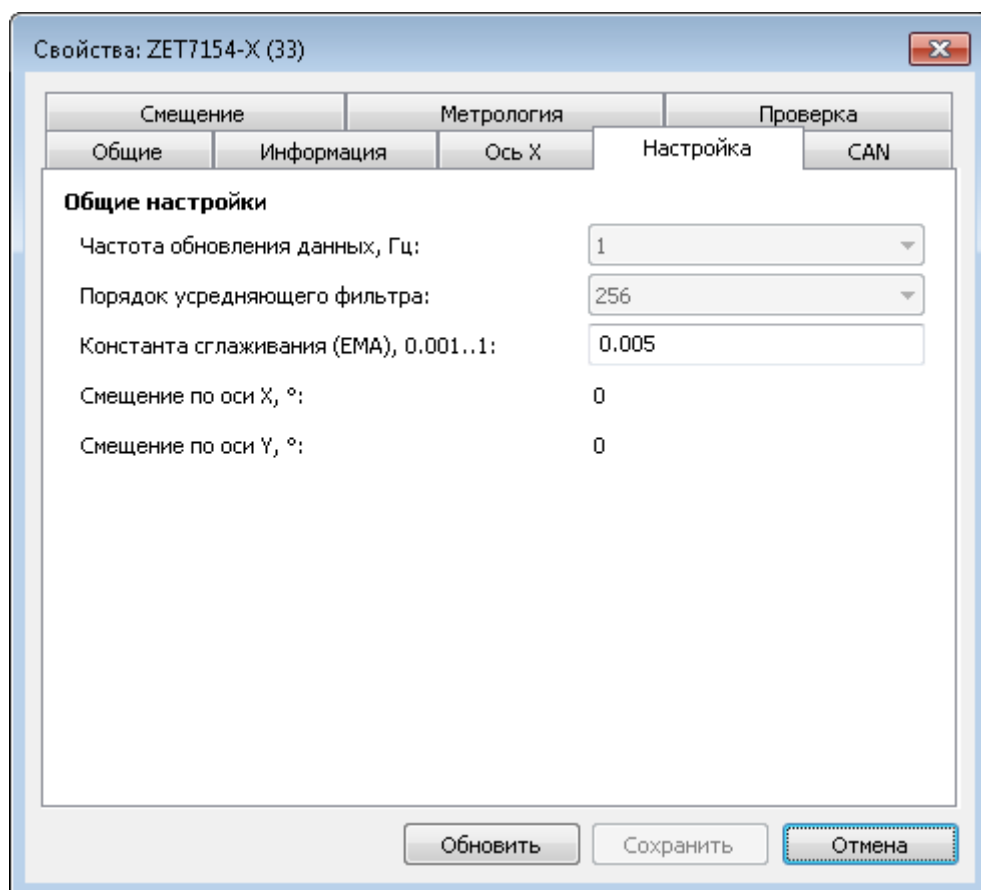 Свойства: ZET7154-X (33)
Смещение Метрология Проверка
Общие Информация Ось X Настройка CAN
Общие настройки
Частота обновления данных, Гц: 1
Порядок усредняющего фильтра: 256
Константа сглаживания (EMA), 0.001..1: 0.005
Смещение по оси X, °: 0
Смещение по оси Y, °: 0
Обновить Сохранить Отмена